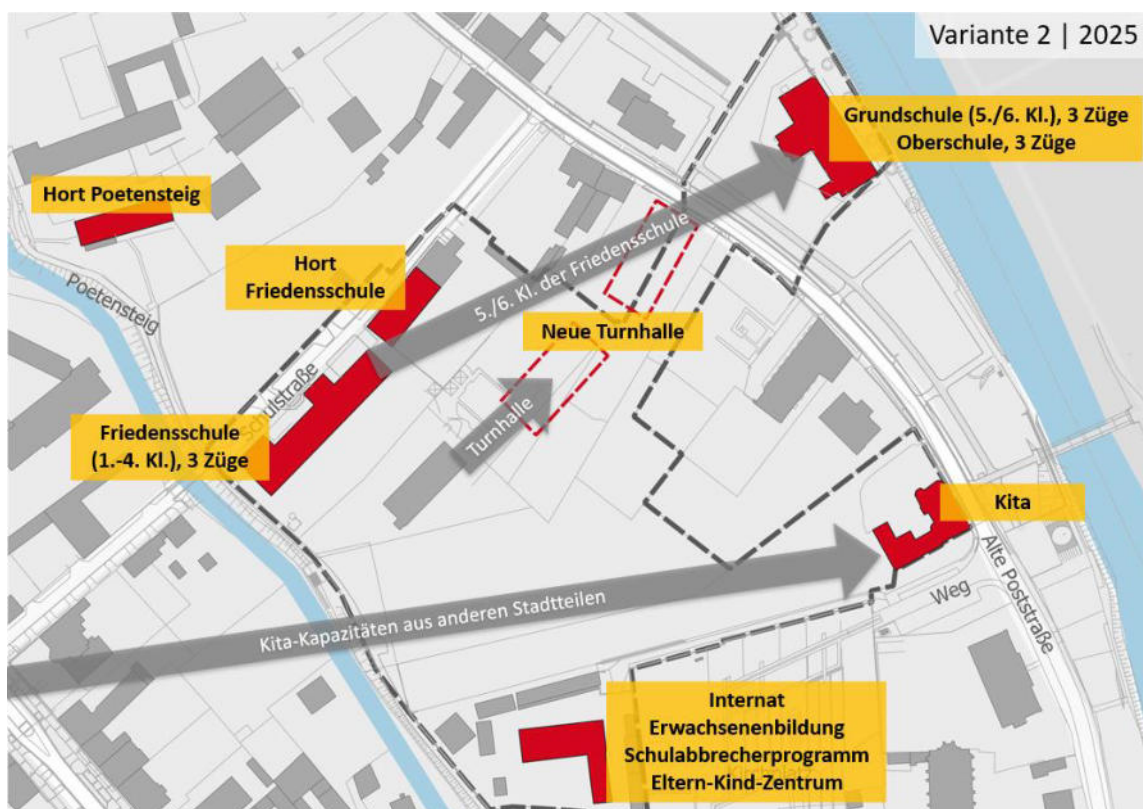 Variante 2 | 2025
Grundschule (5./6. Kl.), 3 Züge
Oberschule, 3 Züge
Hort Poetensteig
Hort
Friedensschule
Poetensteig
5./6. Kl. der Friedensschule
Neue Turnhalle
Schulstraße
Turnhalle
Friedensschule
(1.-4. Kl.), 3 Züge
Kita
Alte Poststraße
Weg
Kita-Kapazitäten aus anderen Stadtteilen
Internat
Erwachsenenbildung
Schulabbrecherprogramm
Eltern-Kind-Zentrum